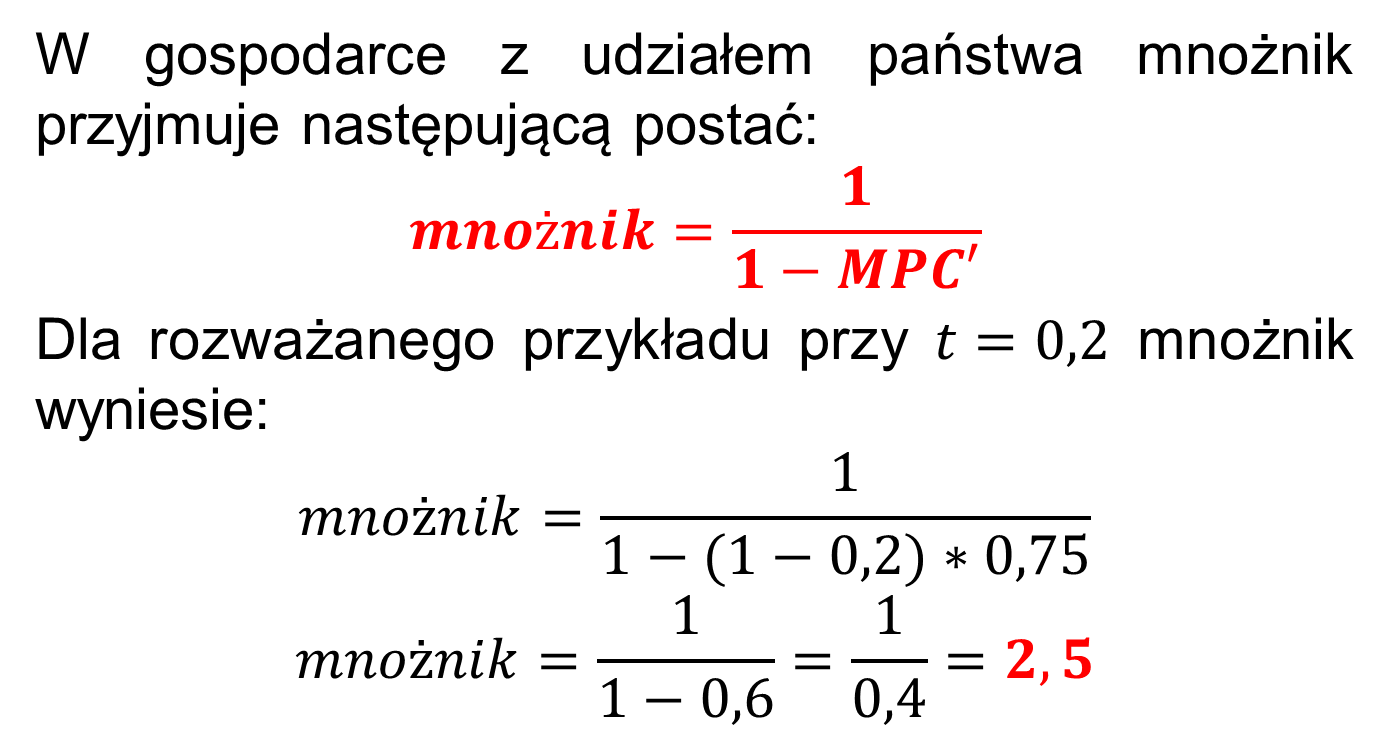 W gospodarce z udziałem państwa mnożnik
przyjmuje następującą postać:
mnożnik = 1 / (1 − MPC′)
Dla rozważanego przykładu przy t = 0,2 mnożnik
wyniesie:
mnożnik = 1 / (1 − (1 − 0,2) ∗ 0,75)
mnożnik = 1 / (1 − 0,6) = 1 / 0,4 = 2,5